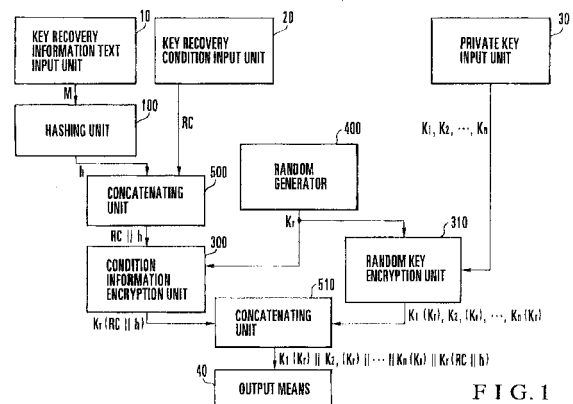 10
20
30
KEY RECOVERY
INFORMATION TEXT
INPUT UNIT
KEY RECOVERY
CONDITION INPUT UNIT
PRIVATE KEY
INPUT UNIT
M
100
HASHING UNIT
RC
K1, K2, ···, Kn
400
h
500
RANDOM
GENERATOR
CONCATENATING
UNIT
Kr
310
RC || h
300
CONDITION
INFORMATION
ENCRYPTION UNIT
RANDOM KEY
ENCRYPTION UNIT
510
Kr (RC || h)
CONCATENATING
UNIT
K1 (Kr), K2, (Kr), ···, Kn (Kr)
K1 (Kr) || K2, (Kr) || ··· || Kn (Kr) || Kr (RC || h)
40
OUTPUT MEANS
FIG. 1